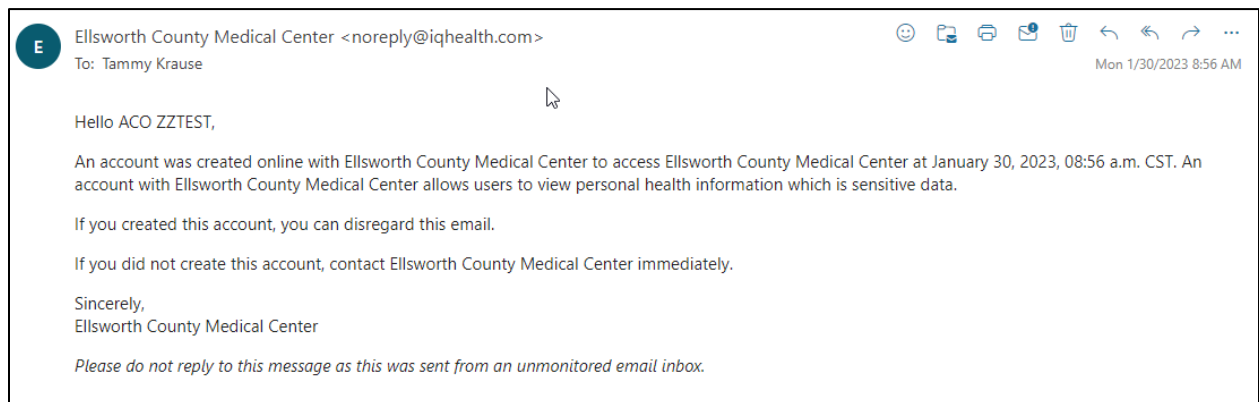 E
Ellsworth County Medical Center <noreply@iqhealth.com>
To: Tammy Krause
Mon 1/30/2023 8:56 AM
Hello ACO ZZTEST,
An account was created online with Ellsworth County Medical Center to access Ellsworth County Medical Center at January 30, 2023, 08:56 a.m. CST. An
account with Ellsworth County Medical Center allows users to view personal health information which is sensitive data.
If you created this account, you can disregard this email.
If you did not create this account, contact Ellsworth County Medical Center immediately.
Sincerely,
Ellsworth County Medical Center
Please do not reply to this message as this was sent from an unmonitored email inbox.